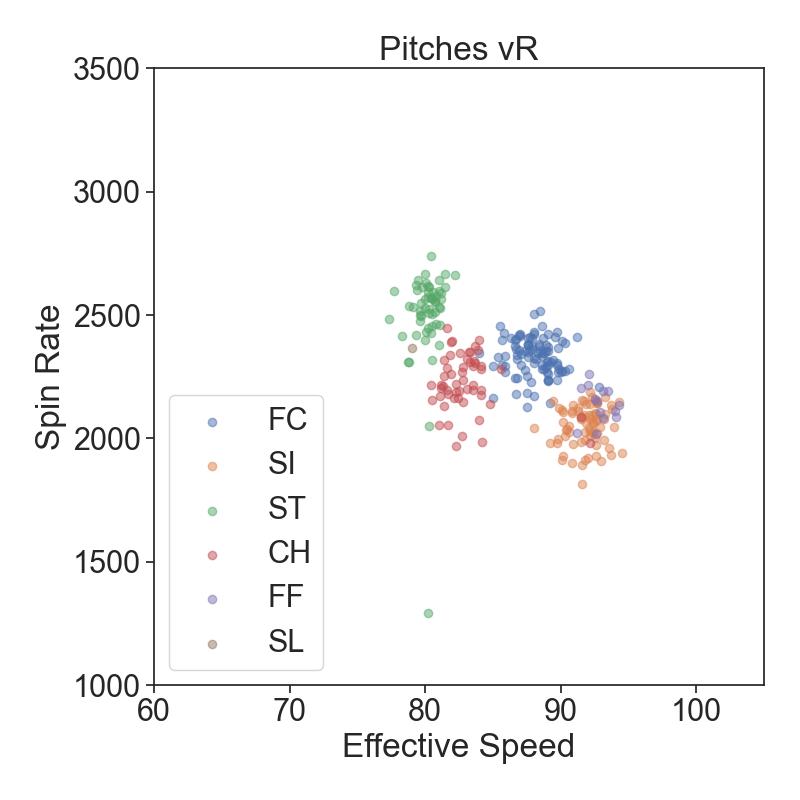 Pitches vR
3500
3000
2500
2000
1500
1000
Spin Rate
FC
SI
ST
CH
FF
SL
60 70 80 90 100
Effective Speed